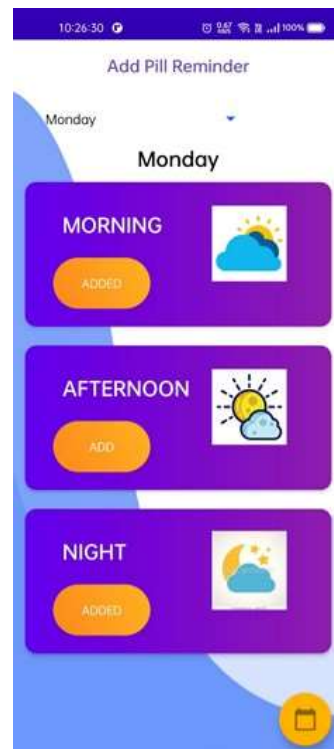 10:26:30
100%
Add Pill Reminder
Monday
Monday
MORNING
ADDED
AFTERNOON
ADD
NIGHT
ADDED